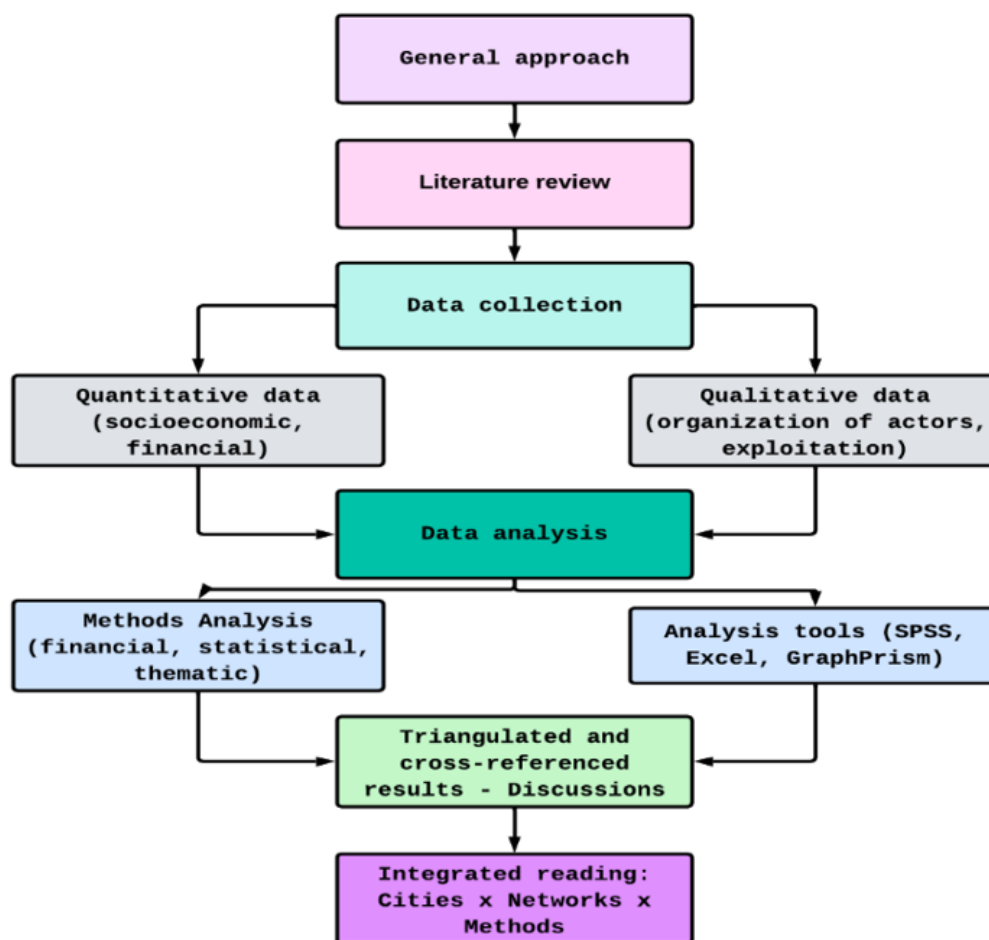 General approach
Literature review
Data collection
Quantitative data
(socioeconomic,
financial)
Qualitative data
(organization of actors,
exploitation)
Data analysis
Methods Analysis
(financial, statistical,
thematic)
Analysis tools (SPSS,
Excel, GraphPrism)
Triangulated and
cross-referenced
results - Discussions
Integrated reading:
Cities x Networks x
Methods